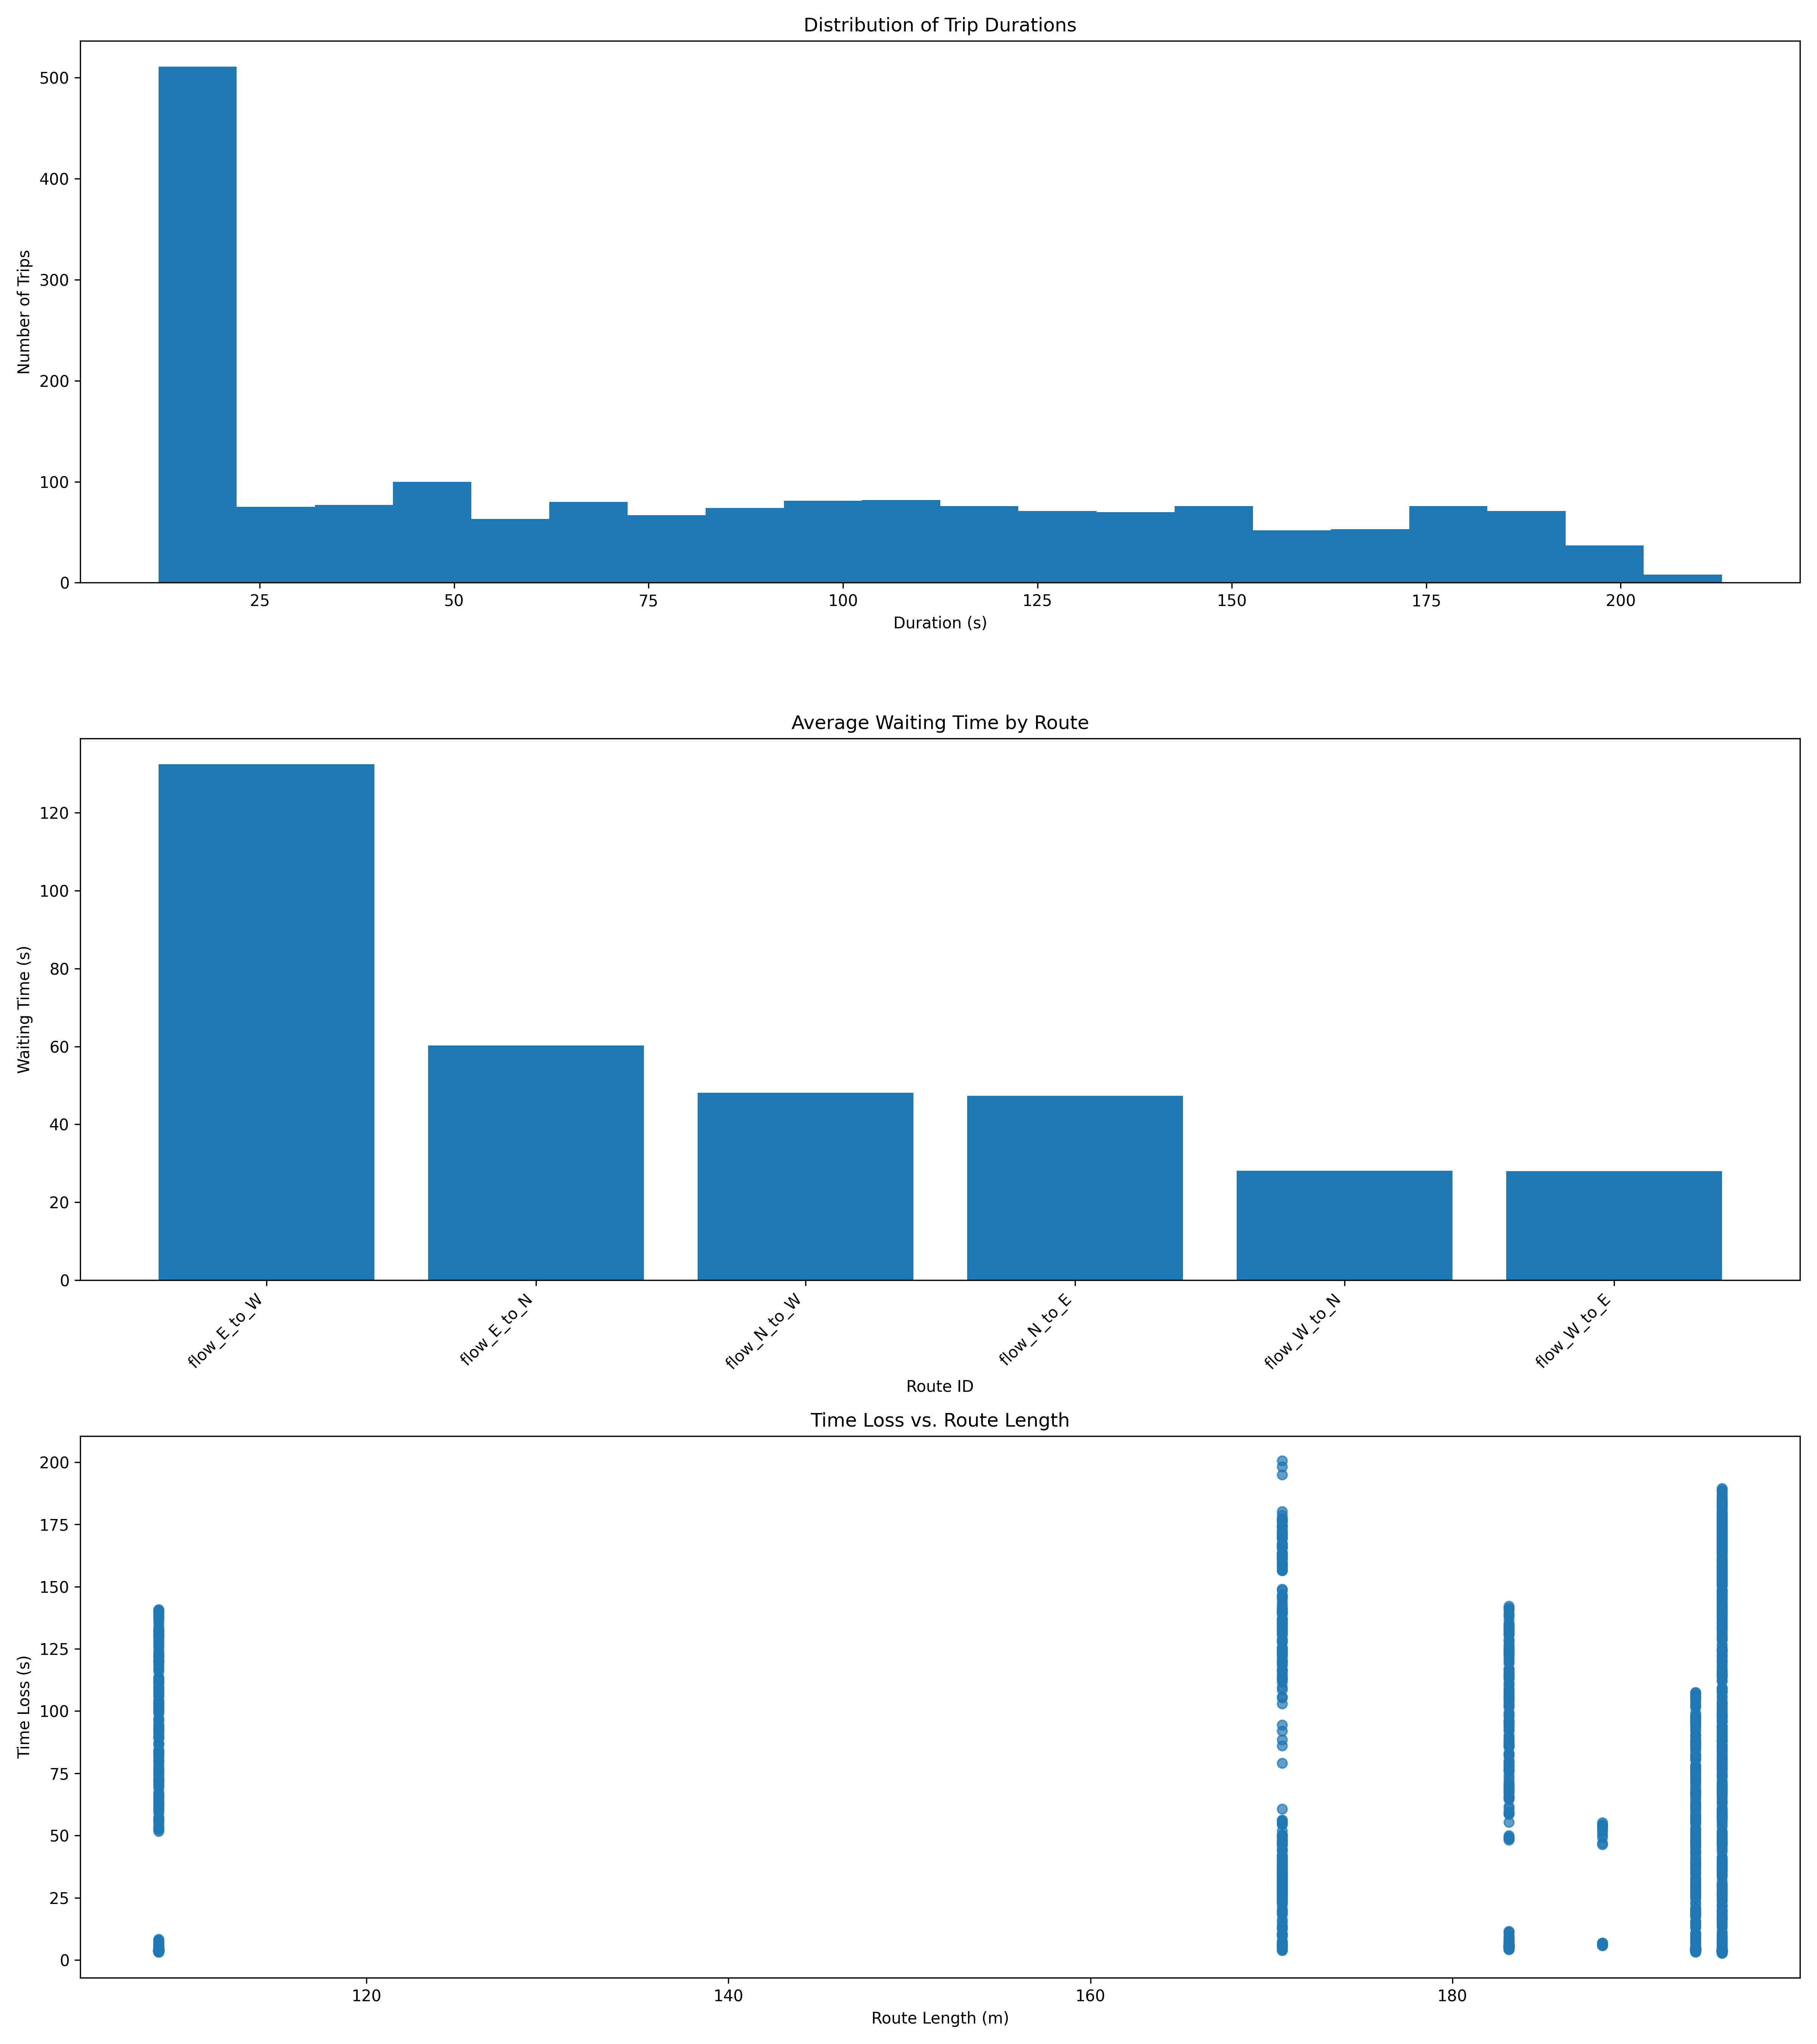 Distribution of Trip Durations
500
400
300
200
100
0
Number of Trips
25 50 75 100 125 150 175 200
Duration (s)
Average Waiting Time by Route
120
100
80
60
40
20
0
Waiting Time (s)
flow_E_to_W flow_E_to_N flow_N_to_W flow_N_to_E flow_W_to_N flow_W_to_E
Route ID
Time Loss vs. Route Length
200
175
150
125
100
75
50
25
0
Time Loss (s)
120 140 160 180
Route Length (m)